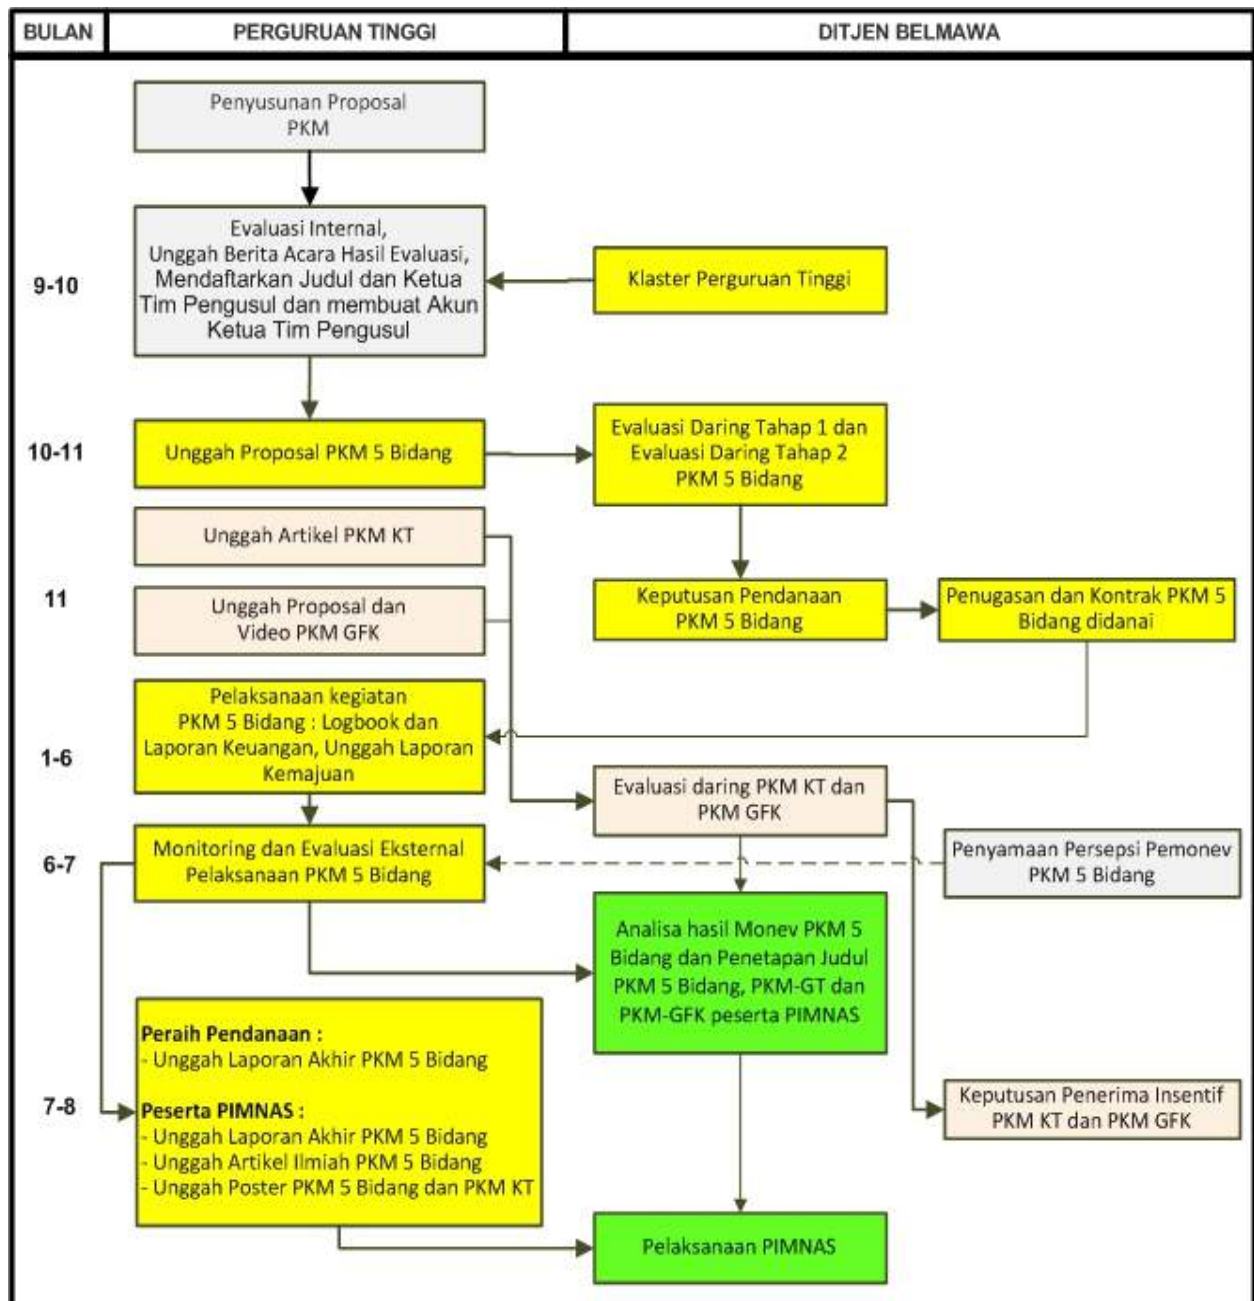 BULAN
PERGURUAN TINGGI
DITJEN BELMAWA
Penyusunan Proposal
PKM
9-10
Evaluasi Internal,
Unggah Berita Acara Hasil Evaluasi,
Mendaftarkan Judul dan Ketua
Tim Pengusul dan membuat Akun
Ketua Tim Pengusul
Klaster Perguruan Tinggi
10-11
Unggah Proposal PKM 5 Bidang
Evaluasi Daring Tahap 1 dan
Evaluasi Daring Tahap 2
PKM 5 Bidang
Unggah Artikel PKM KT
11
Unggah Proposal dan
Video PKM GFK
Keputusan Pendanaan
PKM 5 Bidang
Penugasan dan Kontrak PKM 5
Bidang didanai
1-6
Pelaksanaan kegiatan
PKM 5 Bidang : Logbook dan
Laporan Keuangan, Unggah Laporan
Kemajuan
Evaluasi daring PKM KT dan
PKM GFK
6-7
Monitoring dan Evaluasi Eksternal
Pelaksanaan PKM 5 Bidang
Penyamaan Persepsi Pemonev
PKM 5 Bidang
Analisa hasil Monev PKM 5
Bidang dan Penetapan Judul
PKM 5 Bidang, PKM-GT dan
PKM-GFK peserta PIMNAS
7-8
Peraih Pendanaan :
- Unggah Laporan Akhir PKM 5 Bidang
Peserta PIMNAS :
- Unggah Laporan Akhir PKM 5 Bidang
- Unggah Artikel Ilmiah PKM 5 Bidang
- Unggah Poster PKM 5 Bidang dan PKM KT
Keputusan Penerima Insentif
PKM KT dan PKM GFK
Pelaksanaan PIMNAS